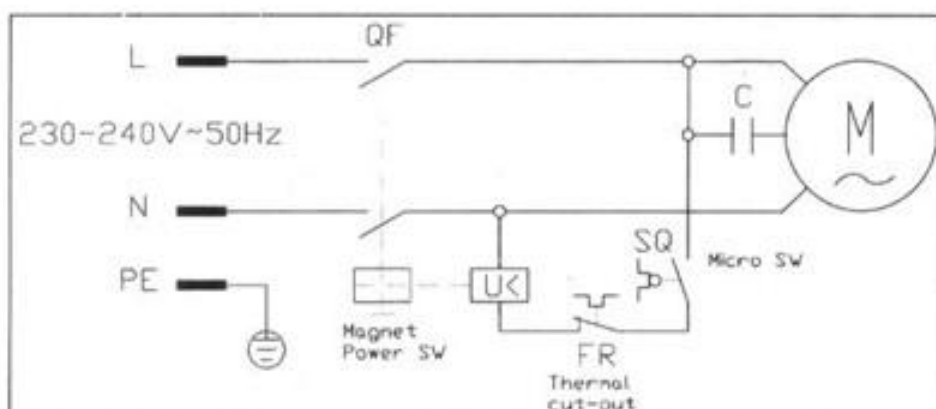 QF
L
C
230-240V~50Hz
M
N
SQ
Micro SW
PE
U<
Magnet
Power SW
FR
Thermal
cut-out